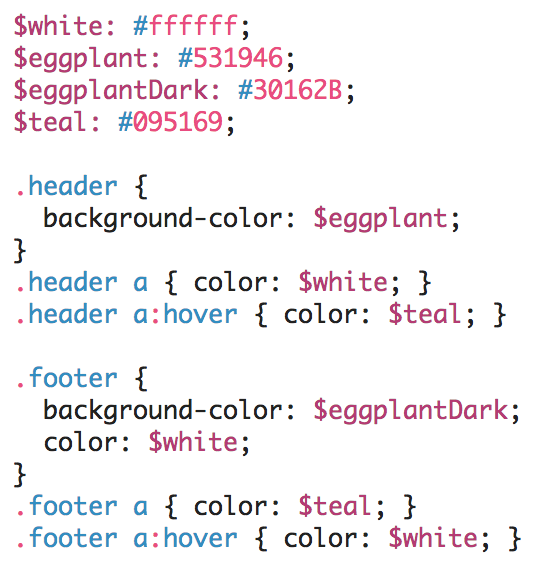 $white: #ffffff;
$eggplant: #531946;
$eggplantDark: #30162B;
$teal: #095169;

.header {
  background-color: $eggplant;
}
.header a { color: $white; }
.header a:hover { color: $teal; }

.footer {
  background-color: $eggplantDark;
  color: $white;
}
.footer a { color: $teal; }
.footer a:hover { color: $white; }